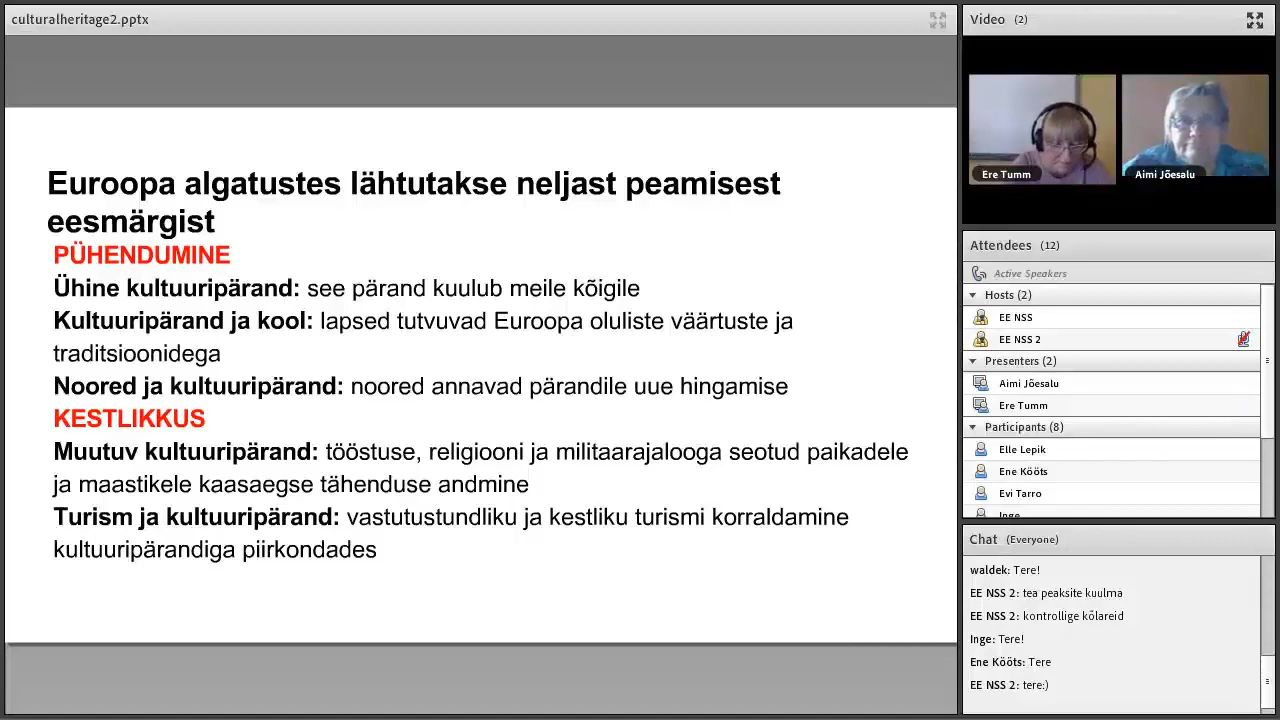 culturalheritage2.pptx
Euroopa algatustes lähtutakse neljast peamisest
eesmärgist
PÜHENDUMINE
Ühine kultuuripärand: see pärand kuulub meile kõigile
Kultuuripärand ja kool: lapsed tutvuvad Euroopa oluliste väärtuste ja
traditsioonidega
Noored ja kultuuripärand: noored annavad pärandile uue hingamise
KESTLIKKUS
Muutuv kultuuripärand: tööstuse, religiooni ja militaarajalooga seotud paikadele
ja maastikele kaasaegse tähenduse andmine
Turism ja kultuuripärand: vastutustundliku ja kestliku turismi korraldamine
kultuuripärandiga piirkondades
Video (2)
Ere Tumm
Aimi Jõesalu
Attendees (12)
Active Speakers
Hosts (2)
EE NSS
EE NSS 2
Presenters (2)
Aimi Jõesalu
Ere Tumm
Participants (8)
Elle Lepik
Ene Kööts
Evi Tarro
Inge
Chat (Everyone)
waldek: Tere!
EE NSS 2: tea peaksite kuulma
EE NSS 2: kontrollige kõlareid
Inge: Tere!
Ene Kööts: Tere
EE NSS 2: tere:)